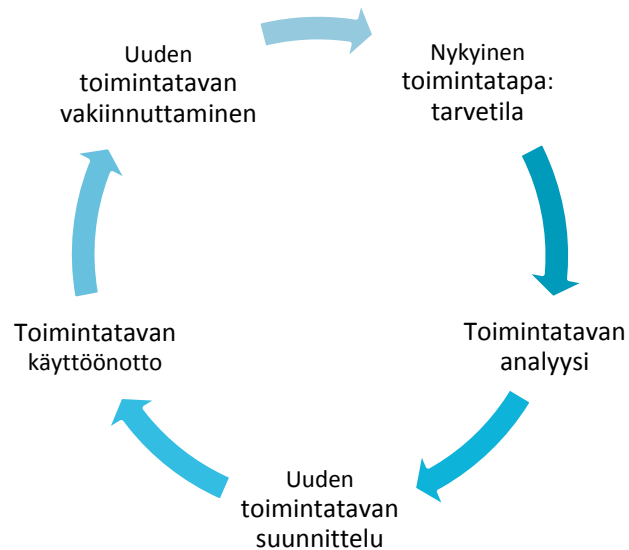 Nykyinen
toimintatapa:
tarvetila
Toimintatavan
analyysi
Uuden
toimintatavan
suunnittelu
Toimintatavan
käyttöönotto
Uuden
toimintatavan
vakiinnuttaminen